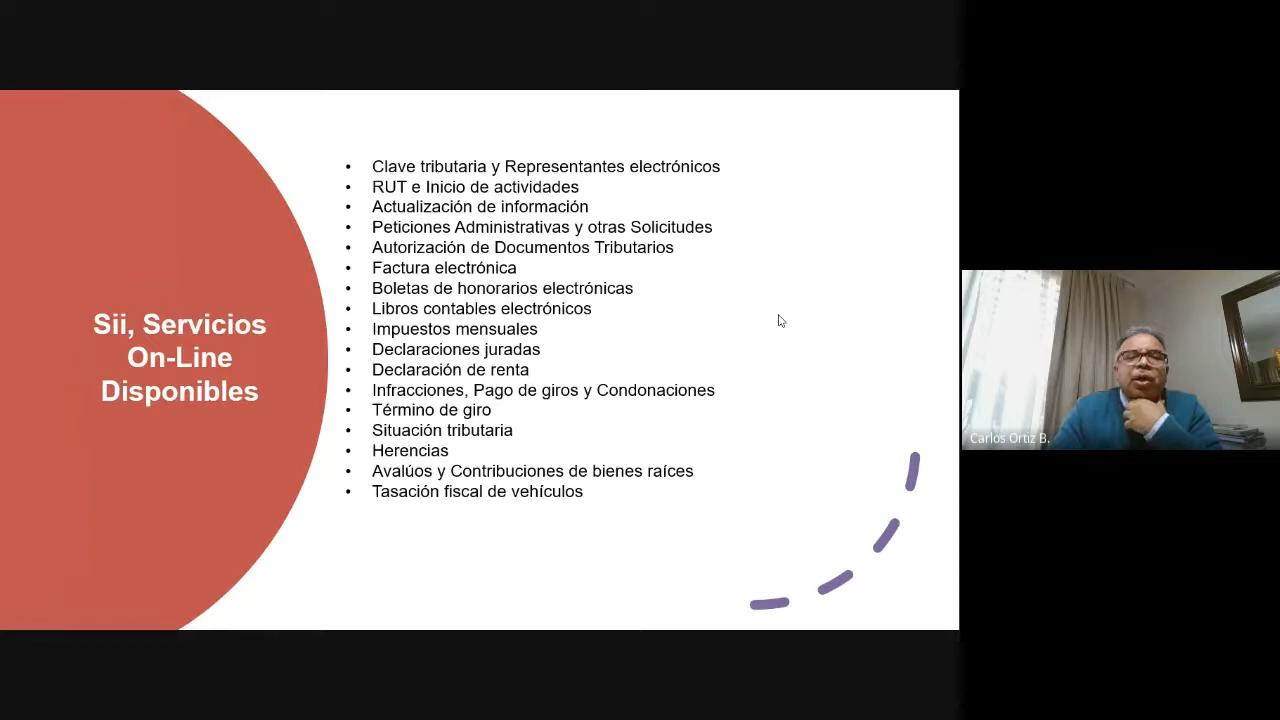 Sii, Servicios
On-Line
Disponibles
• Clave tributaria y Representantes electrónicos
• RUT e Inicio de actividades
• Actualización de información
• Peticiones Administrativas y otras Solicitudes
• Autorización de Documentos Tributarios
• Factura electrónica
• Boletas de honorarios electrónicas
• Libros contables electrónicos
• Impuestos mensuales
• Declaraciones juradas
• Declaración de renta
• Infracciones, Pago de giros y Condonaciones
• Término de giro
• Situación tributaria
• Herencias
• Avalúos y Contribuciones de bienes raíces
• Tasación fiscal de vehículos
Carlos Ortiz B.